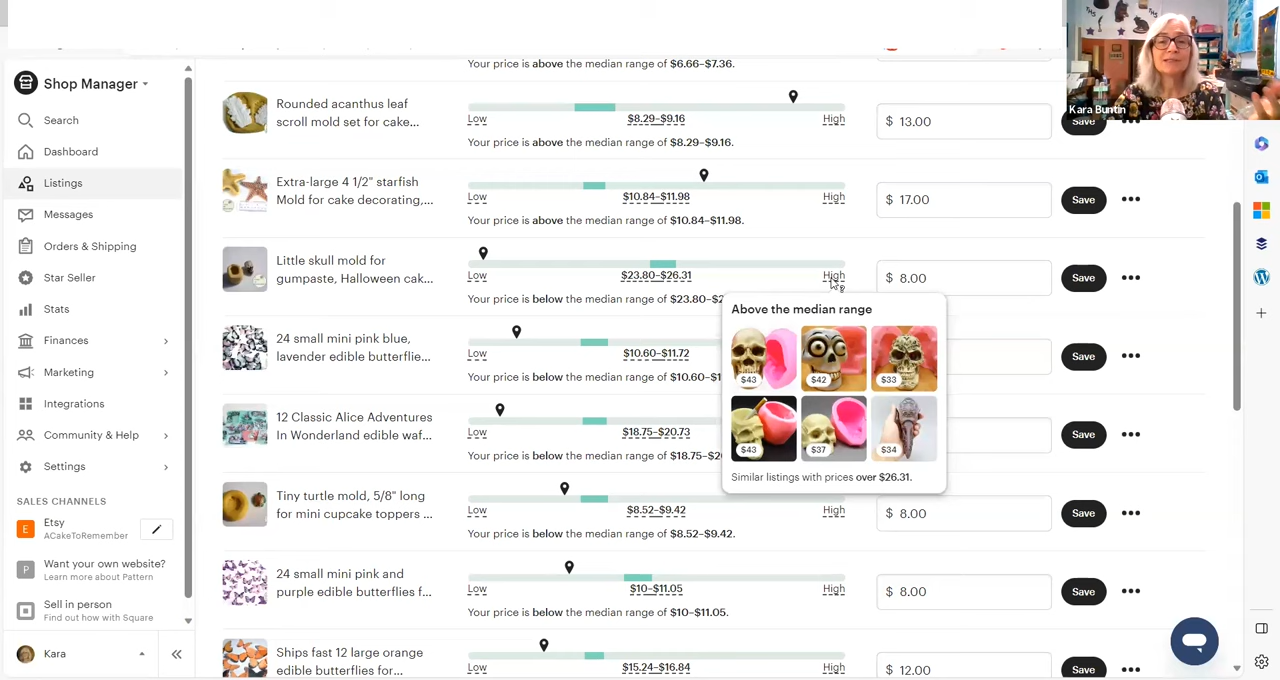 Shop Manager
Search
Dashboard
Listings
Messages
Orders & Shipping
Star Seller
Stats
Finances
Marketing
Integrations
Community & Help
Settings
SALES CHANNELS
Etsy
ACakeToRemember
P
Want your own website?
Learn more about Pattern
Sell in person
Find out how with Square
Kara
Your price is above the median range of $6.66–$7.36.
Rounded acanthus leaf
scroll mold set for cake...
Low
$8.29–$9.16
High
Your price is above the median range of $8.29–$9.16.
$ 13.00
Save
Extra-large 4 1/2" starfish
Mold for cake decorating,...
Low
$10.84–$11.98
High
Your price is above the median range of $10.84–$11.98.
$ 17.00
Save
Little skull mold for
gumpaste, Halloween cak...
Low
$23.80–$26.31
High
Your price is below the median range of $23.80–$2
$ 8.00
Save
Above the median range
$43
$42
$33
$43
$37
$34
Similar listings with prices over $26.31.
24 small mini pink blue,
lavender edible butterflie...
Low
$10.60–$11.72
Your price is below the median range of $10.60–$1
Save
12 Classic Alice Adventures
In Wonderland edible waf...
Low
$18.75–$20.73
Your price is below the median range of $18.75–$2
Save
Tiny turtle mold, 5/8" long
for mini cupcake toppers ...
Low
$8.52–$9.42
High
Your price is below the median range of $8.52–$9.42.
$ 8.00
Save
24 small mini pink and
purple edible butterflies f...
Low
$10–$11.05
High
Your price is below the median range of $10–$11.05.
$ 8.00
Save
Ships fast 12 large orange
edible butterflies for...
Low
$15.24–$16.84
High
$ 12.00
Save
Kara Buntin